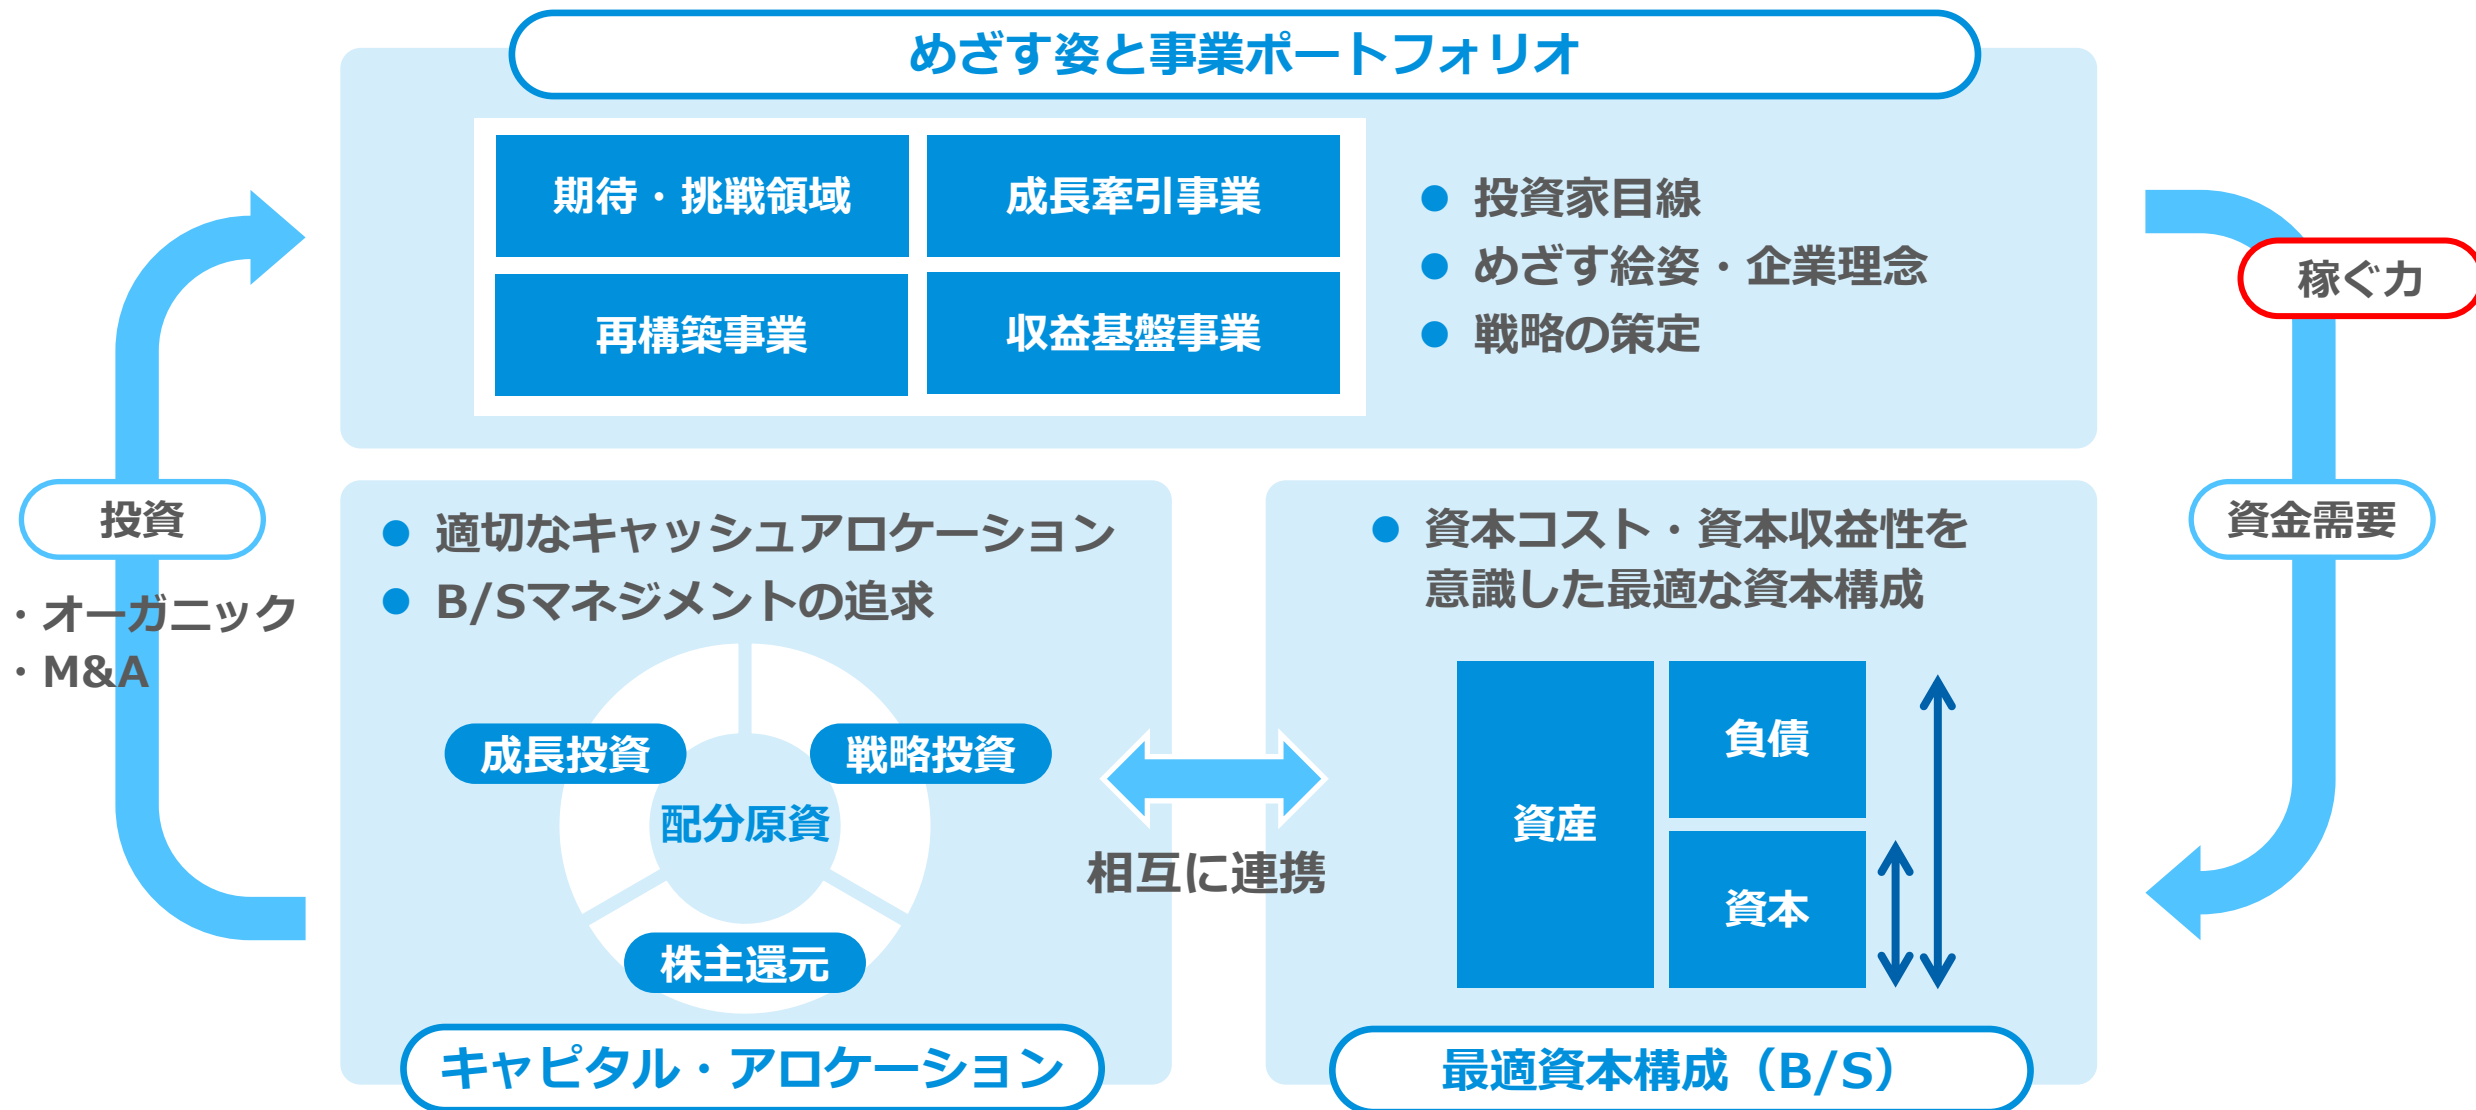 めざす姿と事業ポートフォリオ
期待・挑戦領域
成長牽引事業
再構築事業
収益基盤事業
● 投資家目線
● めざす絵姿・企業理念
● 戦略の策定
稼ぐ力
資金需要
投資
・オーガニック
・M&A
● 適切なキャッシュアロケーション
● B/Sマネジメントの追求
成長投資
戦略投資
配分原資
株主還元
キャピタル・アロケーション
相互に連携
● 資本コスト・資本収益性を
意識した最適な資本構成
資産
負債
資本
最適資本構成（B/S）